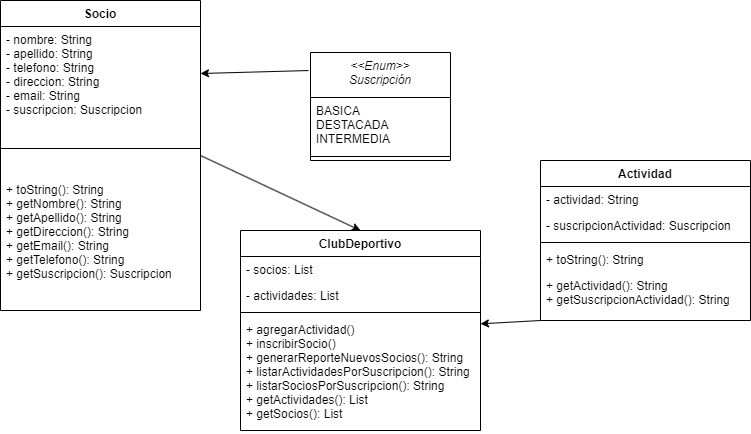 Socio
- nombre: String
- apellido: String
- telefono: String
- direccion: String
- email: String
- suscripcion: Suscripcion
+ toString(): String
+ getNombre(): String
+ getApellido(): String
+ getDireccion(): String
+ getEmail(): String
+ getTelefono(): String
+ getSuscripcion(): Suscripcion
<<Enum>>
Suscripción
BASICA
DESTACADA
INTERMEDIA
ClubDeportivo
- socios: List
- actividades: List
+ agregarActividad()
+ inscribirSocio()
+ generarReporteNuevosSocios(): String
+ listarActividadesPorSuscripcion(): String
+ listarSociosPorSuscripcion(): String
+ getActividades(): List
+ getSocios(): List
Actividad
- actividad: String
- suscripcionActividad: Suscripcion
+ toString(): String
+ getActividad(): String
+ getSuscripcionActividad(): String